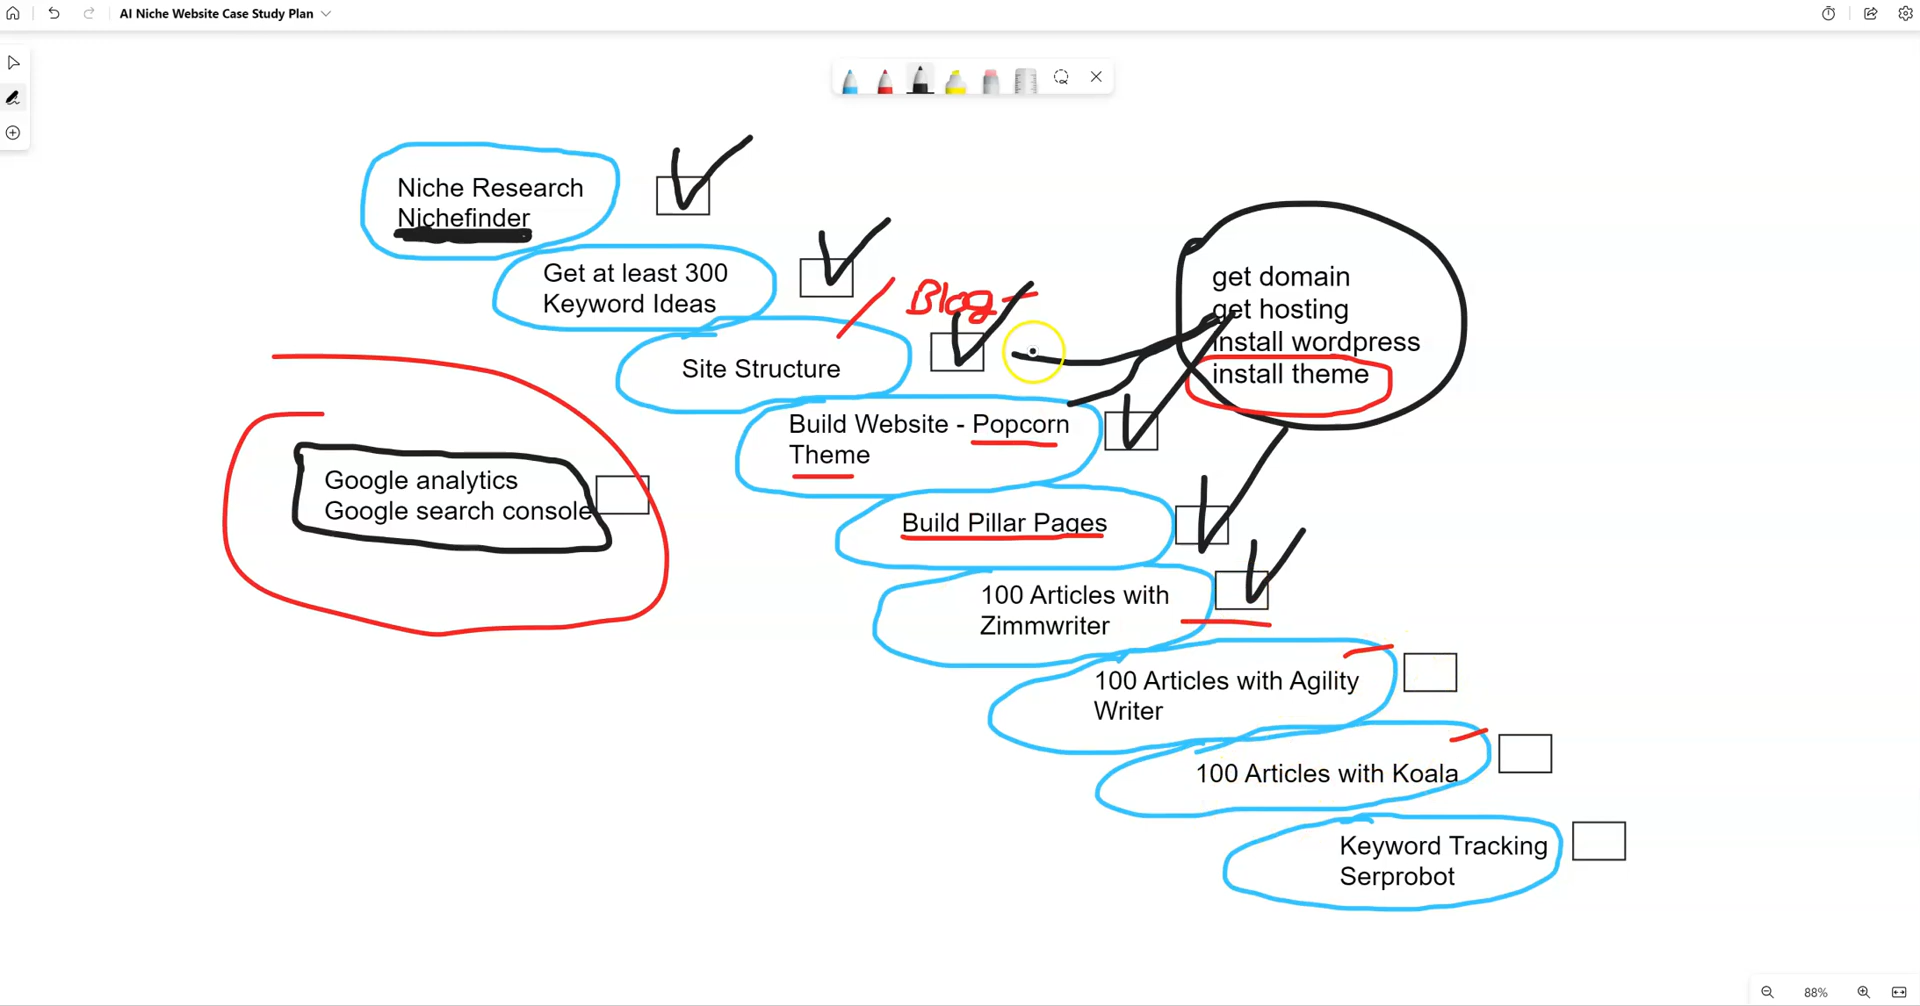 AI Niche Website Case Study Plan
Niche Research
Nichefinder
Get at least 300
Keyword Ideas
Blog
Site Structure
get domain
get hosting
install wordpress
install theme
Build Website - Popcorn
Theme
Google analytics
Google search console
Build Pillar Pages
100 Articles with
Zimmwriter
100 Articles with Agility
Writer
100 Articles with Koala
Keyword Tracking
Serprobot
88%